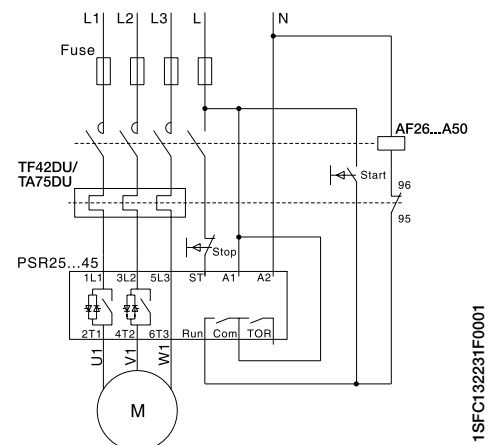 L1 L2 L3 L N
Fuse
AF26...A50
TF42DU/
TA75DU
Start
96
95
Stop
PSR25...45
1L1 3L2 5L3 ST A1 A2
2T1 4T2 6T3 Run Com TOR
U1 V1 W1
M
1SFC132231F0001